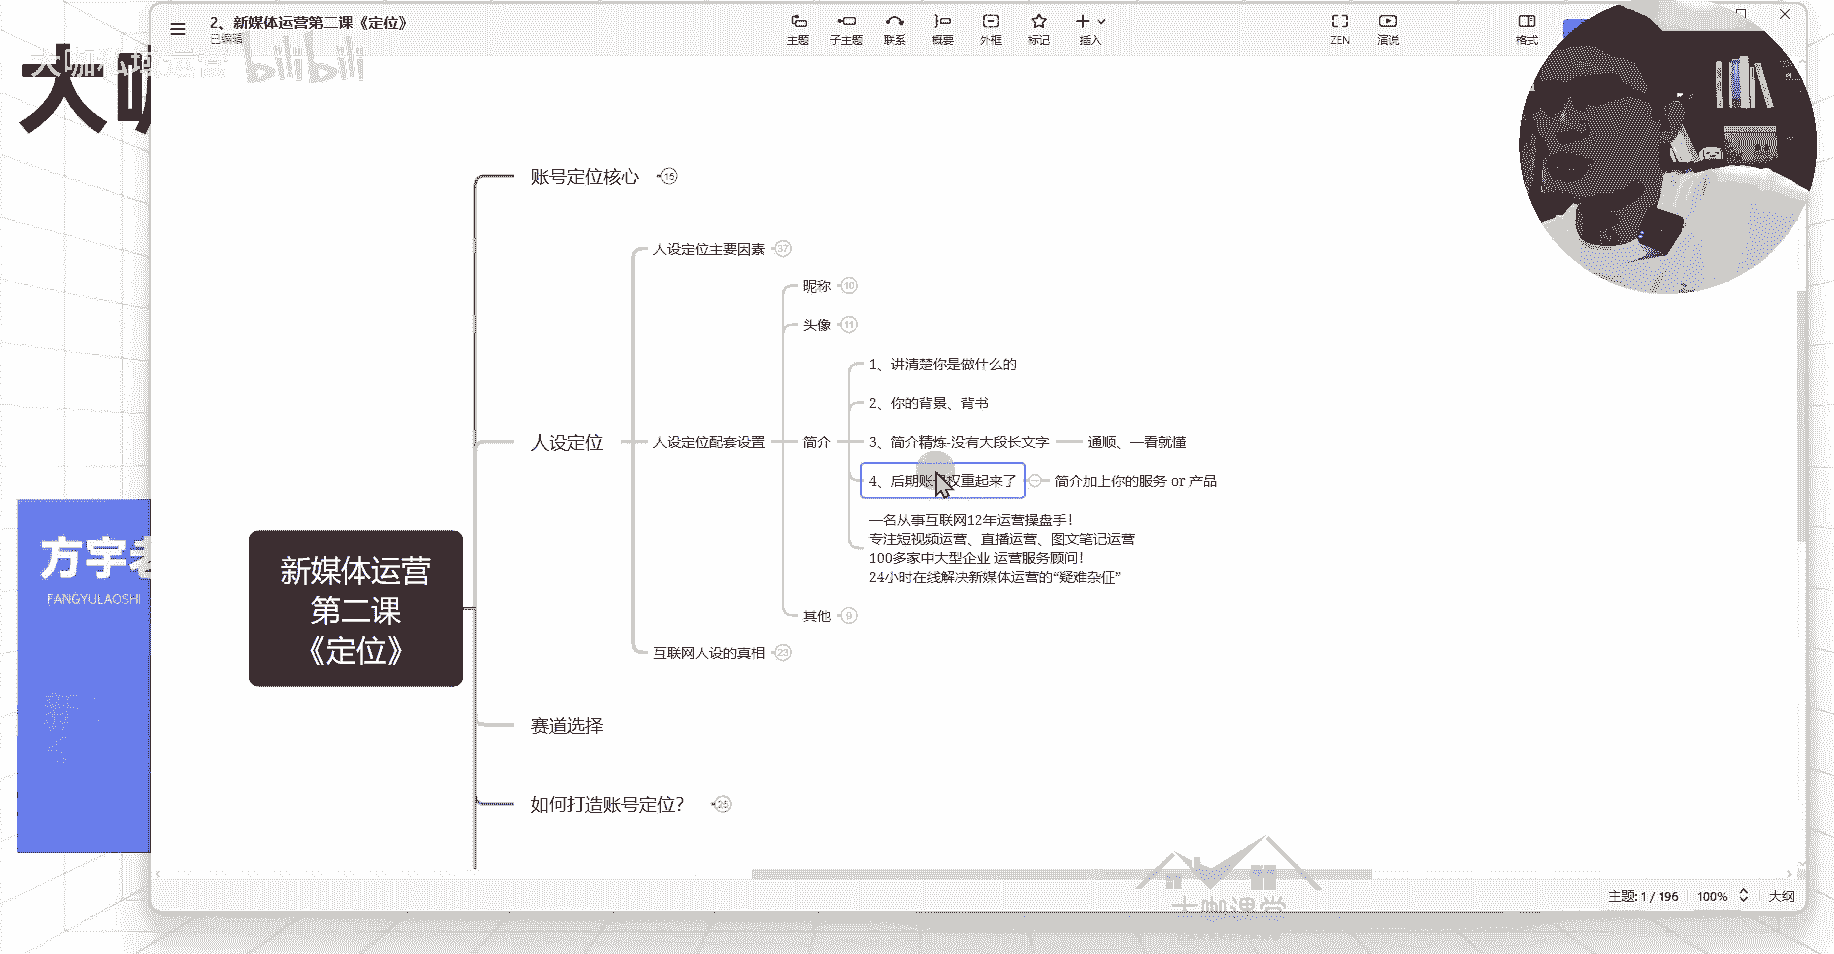 2、新媒体运营第二课《定位》
已编辑
主题
子主题
联系
概要
外框
标记
插入
ZEN
演说
格式
大咖私域运营
bilibili
大咖
方宇老
FANGYULAOSHI
新媒体运营
第二课
《定位》
账号定位核心
15
人设定位
人设定位主要因素
37
人设定位配套设置
昵称
10
头像
11
简介
1、讲清楚你是做什么的
2、你的背景、背书
3、简介精炼-没有大段长文字
通顺、一看就懂
4、后期账 权重起来了
简介加上你的服务 or 产品
一名从事互联网12年运营操盘手！
专注短视频运营、直播运营、图文笔记运营
100多家中大型企业 运营服务顾问！
24小时在线解决新媒体运营的“疑难杂症”
其他
9
互联网人设的真相
23
赛道选择
如何打造账号定位？
大咖课堂
主题: 1 / 196
100%
大纲